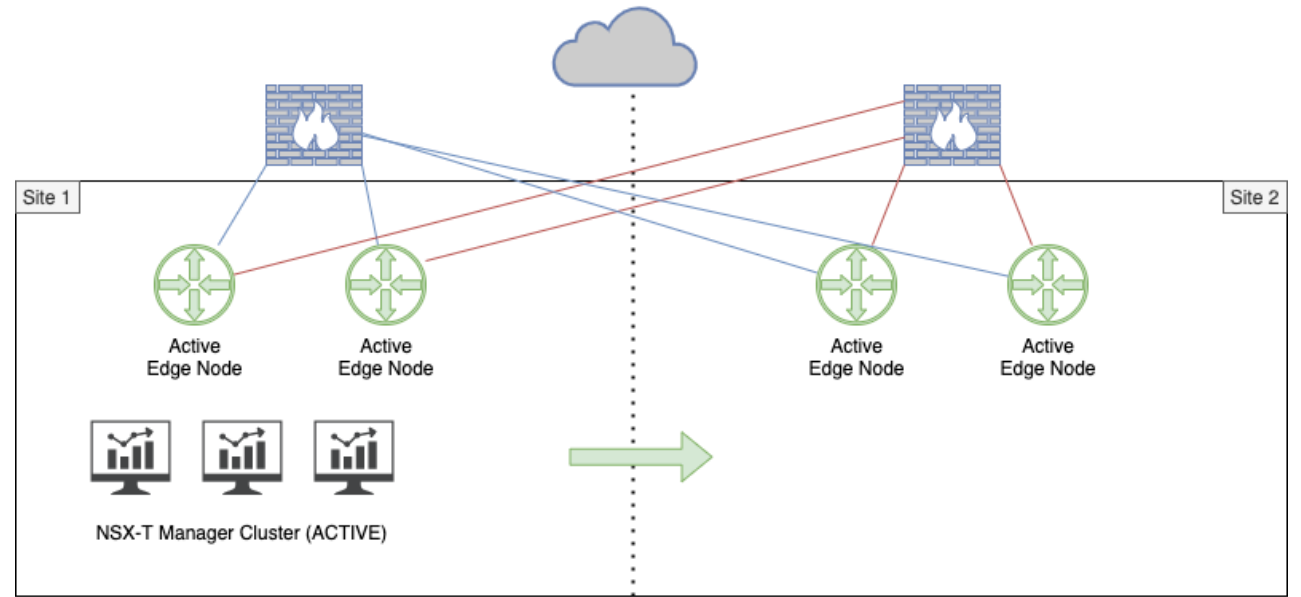 Site 1
Site 2
Active
Edge Node
Active
Edge Node
Active
Edge Node
Active
Edge Node
NSX-T Manager Cluster (ACTIVE)